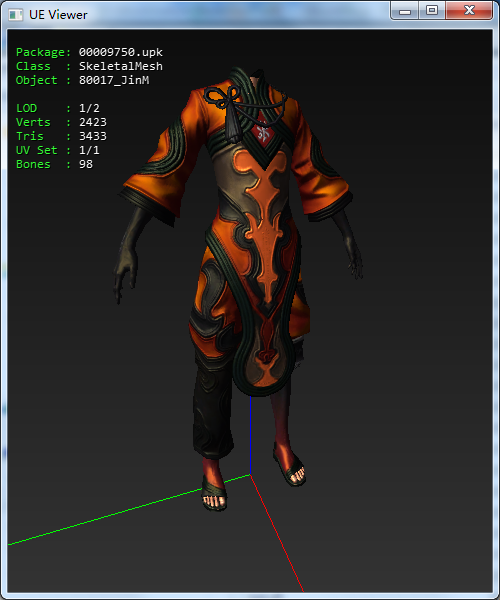 UE Viewer
Package: 00009750.upk
Class  : SkeletalMesh
Object : 80017_JinM
LOD    : 1/2
Verts  : 2423
Tris   : 3433
UV Set : 1/1
Bones  : 98